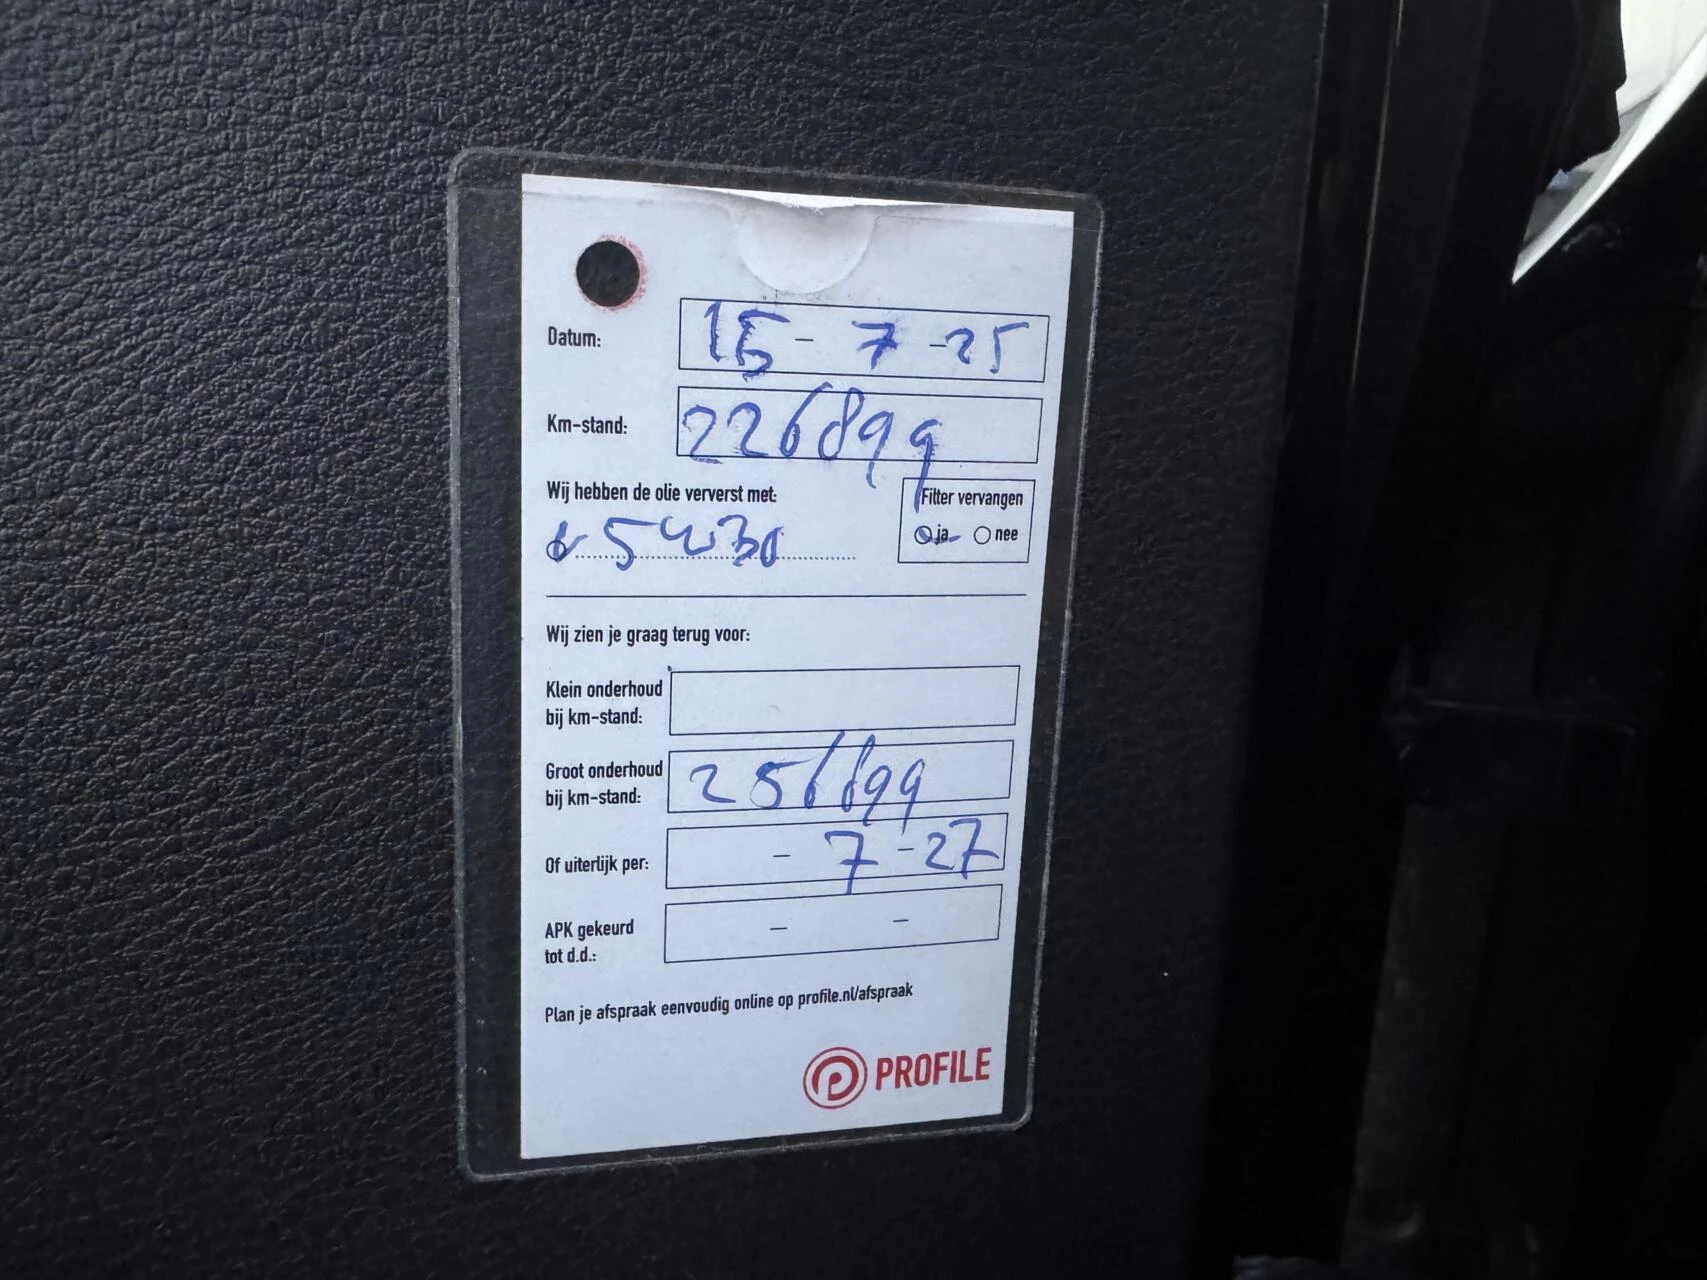 Datum: 15-7-25
Km-stand: 226899
Wij hebben de olie ververst met:
Filter vervangen
5w30
ja nee
Wij zien je graag terug voor:
Klein onderhoud
bij km-stand:
Groot onderhoud
bij km-stand: 256899
Of uiterlijk per: - 7-27
APK gekeurd
tot d.d.: - -
Plan je afspraak eenvoudig online op profile.nl/afspraak
PROFILE